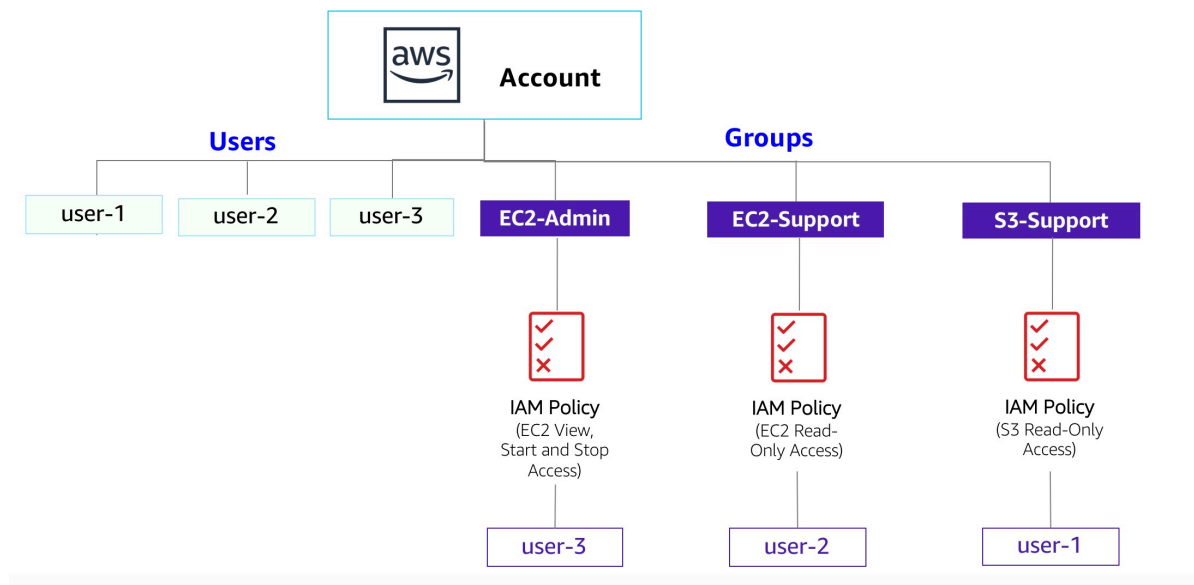 aws
Account
Users
Groups
user-1
user-2
user-3
EC2-Admin
EC2-Support
S3-Support
IAM Policy
(EC2 View,
Start and Stop
Access)
IAM Policy
(EC2 Read-
Only Access)
IAM Policy
(S3 Read-Only
Access)
user-3
user-2
user-1